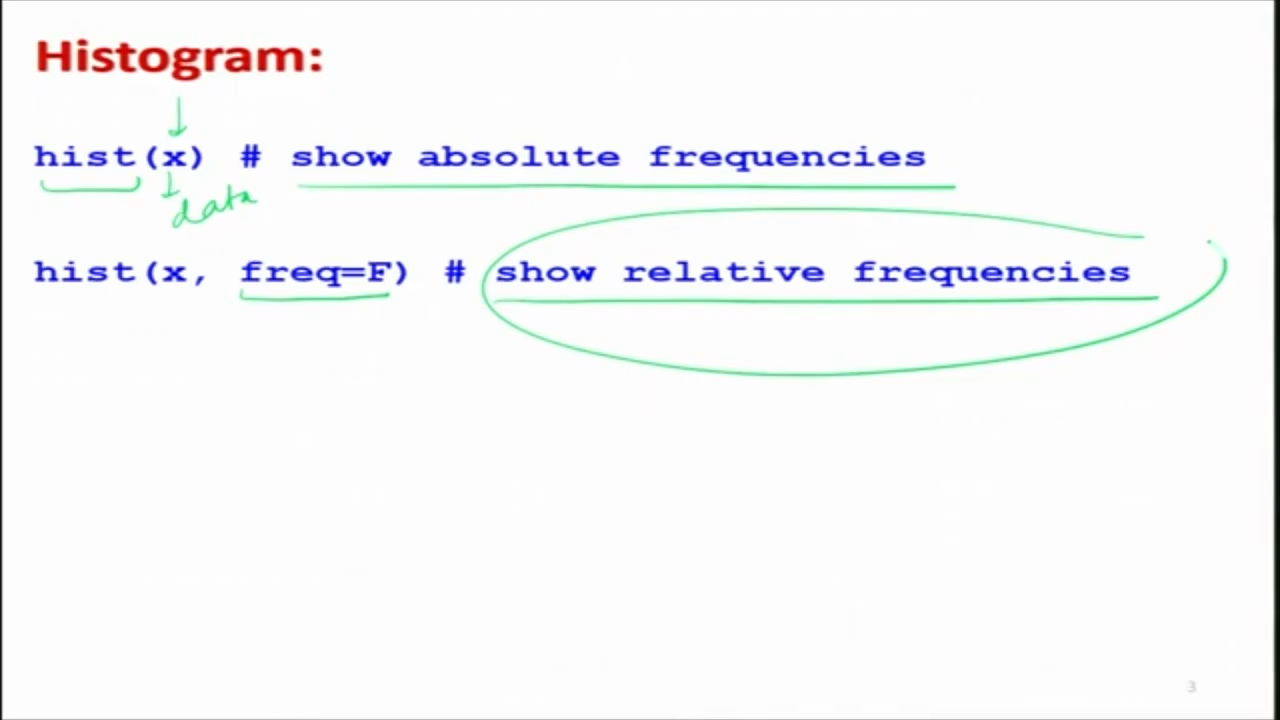 Histogram:
hist(x) # show absolute frequencies
data
hist(x, freq=F) # show relative frequencies
3